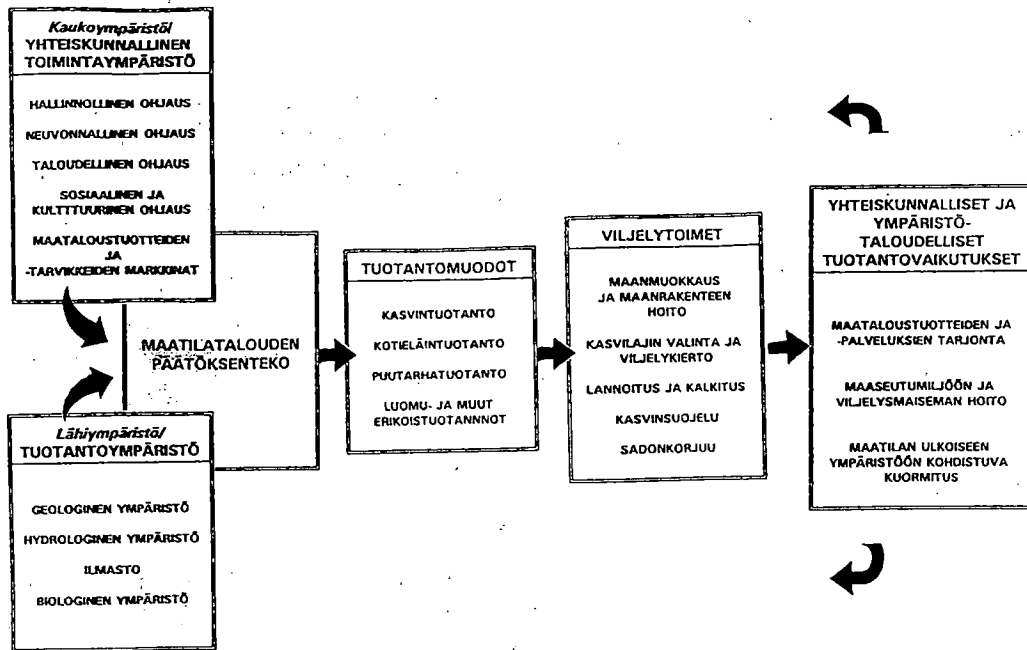 Kaukoympäristö/
YHTEISKUNNALLINEN
TOIMINTAYMPÄRISTÖ
HALLINNOLLINEN OHJAUS
NEUVONNALLINEN OHJAUS
TALOUDELLINEN OHJAUS
SOSIAALINEN JA
KULTTTUURINEN OHJAUS
MAATALOUSTUOTTEIDEN
JA
-TARVIKKEIDEN MARKKINAT
MAATILATALOUDEN
PÄÄTÖKSENTEKO
Lähiympäristö/
TUOTANTOYMPÄRISTÖ
GEOLOGINEN YMPÄRISTÖ
HYDROLOGINEN YMPÄRISTÖ
ILMASTO
BIOLOGINEN YMPÄRISTÖ
TUOTANTOMUODOT
KASVINTUOTANTO
KOTIELÄINTUOTANTO
PUUTARHATUOTANTO
LUOMU- JA MUUT
ERIKOISTUOTANNNOT
VILJELYTOIMET
MAANMUOKKAUS
JA MAANRAKENTEEN
HOITO
KASVILAJIN VALINTA JA
VILJELYKIERTO
LANNOITUS JA KALKITUS
KASVINSUOJELU
SADONKORJUU
YHTEISKUNNALLISET JA
YMPÄRISTÖ-
TALOUDELLISET
TUOTANTOVAIKUTUKSET
MAATALOUSTUOTTEIDEN JA
-PALVELUKSIEN TARJONTA
MAASEUTUMILJÖÖN JA
VILJELYSMAISEMAN HOITO
MAATILAN ULKOISEEN
YMPÄRISTÖÖN KOHDISTUVA
KUORMITUS